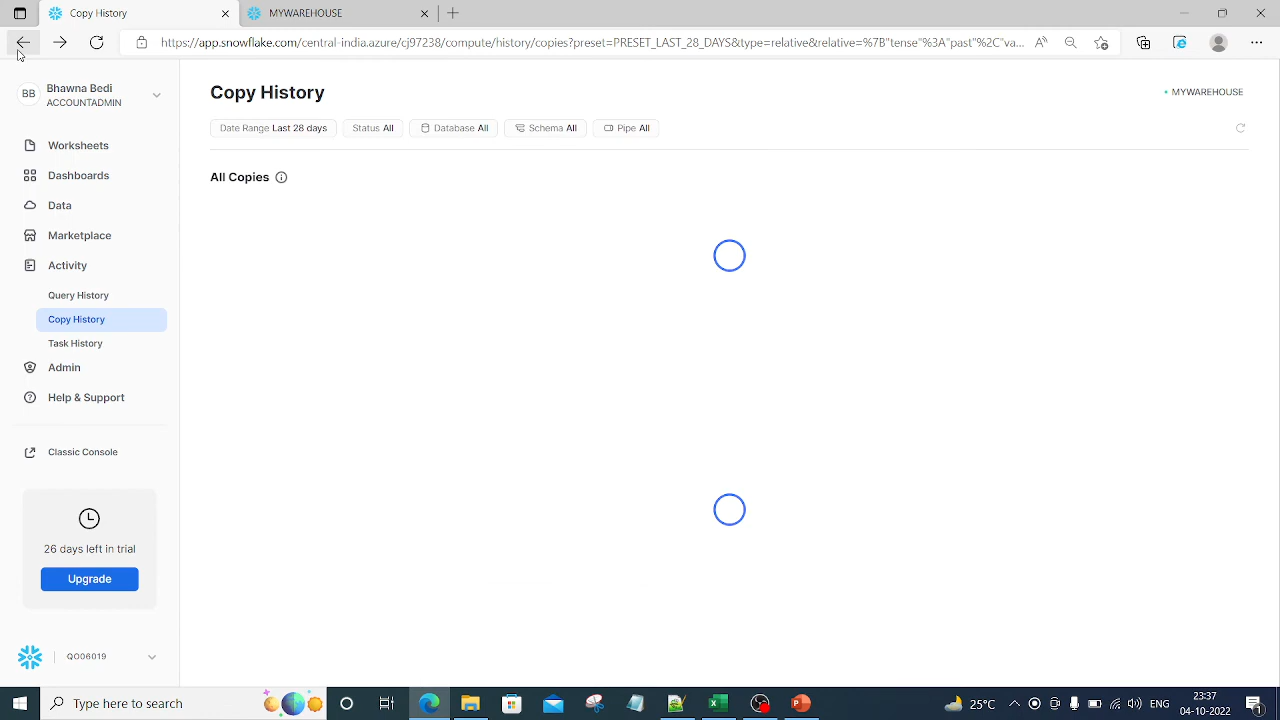 Copy History
MYWAREHOUSE
https://app.snowflake.com/central-india.azure/cj97238/compute/history/copies?preset=PRESET_LAST_28_DAYS&type=relative&relative=%7B"tense"%3A"past"%2C"va...
BB
Bhawna Bedi
ACCOUNTADMIN
Worksheets
Dashboards
Data
Marketplace
Activity
Query History
Copy History
Task History
Admin
Help & Support
Classic Console
26 days left in trial
Upgrade
QO06019
Copy History
MYWAREHOUSE
Date Range Last 28 days
Status All
Database All
Schema All
Pipe All
All Copies
Type here to search
25°C
ENG
23:37
04-10-2022